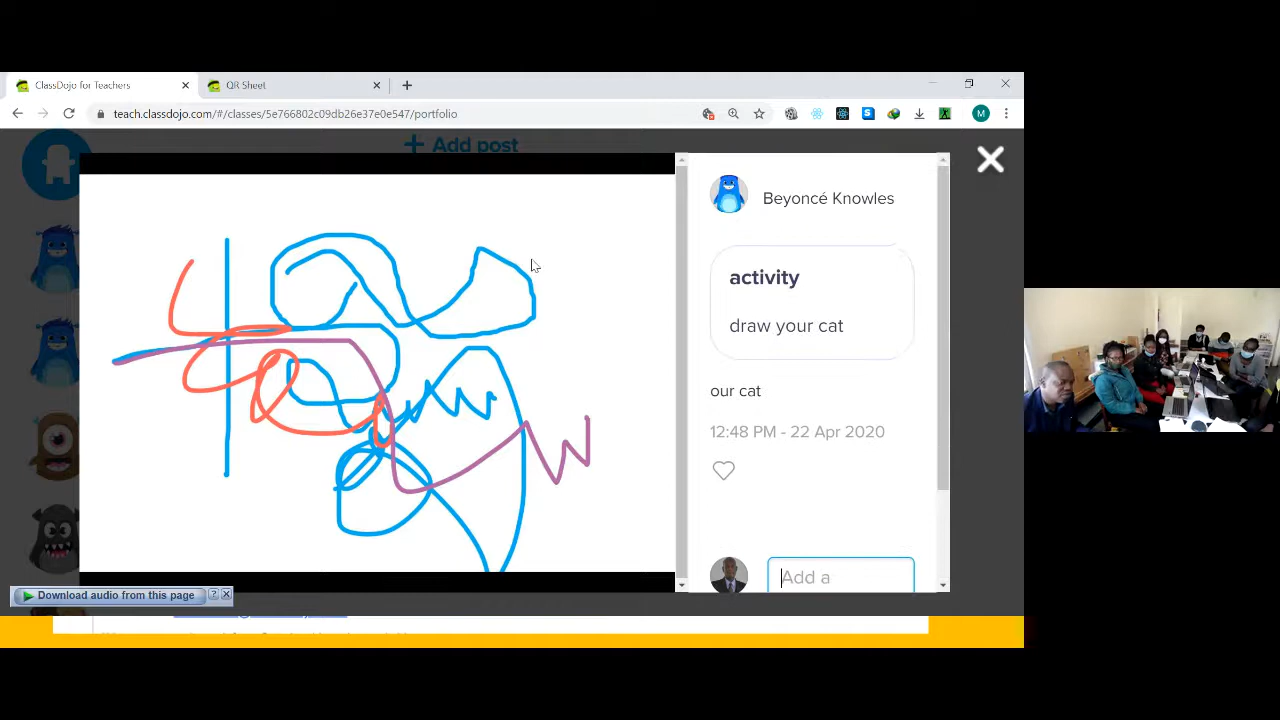 ClassDojo for Teachers
QR Sheet
teach.classdojo.com/#/classes/5e766802c09db26e37e0e547/portfolio
M
+ Add post
Beyoncé Knowles
activity
draw your cat
our cat
12:48 PM - 22 Apr 2020
Add a
Download audio from this page
?